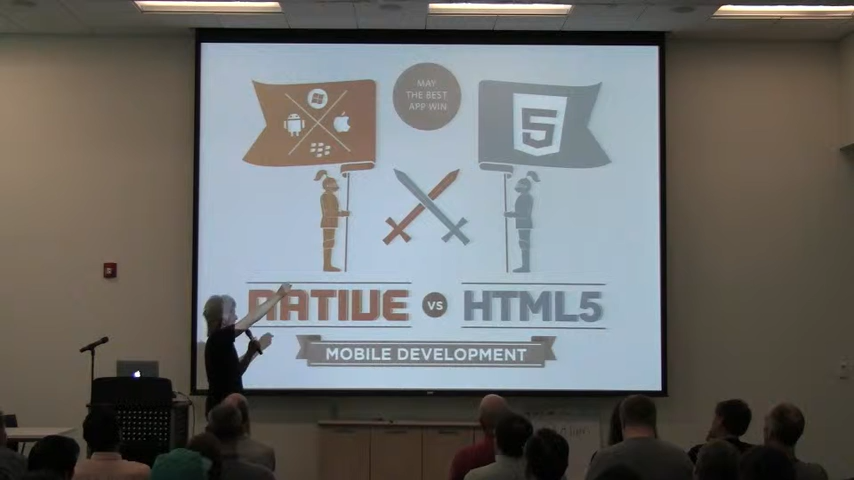 MAY
THE BEST
APP WIN
5
NATIVE VS HTML5
MOBILE DEVELOPMENT